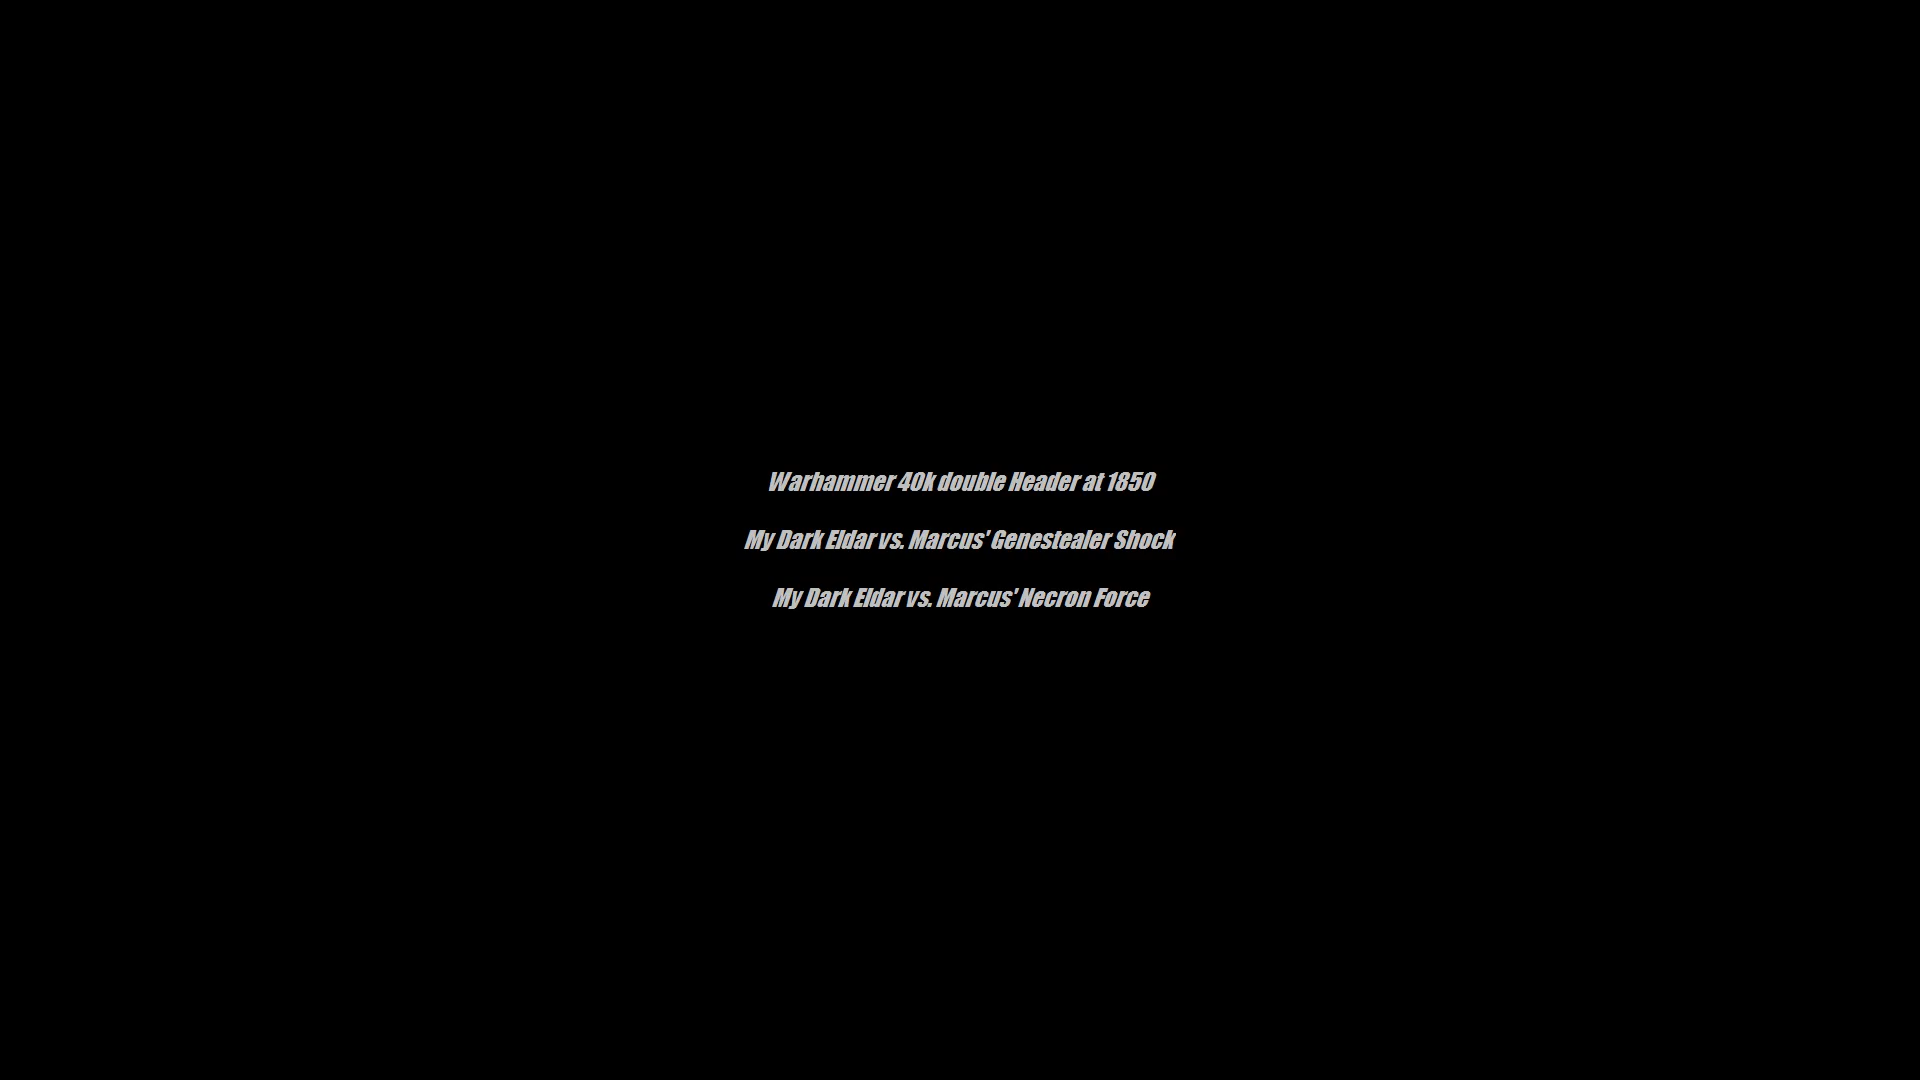 Warhammer 40k double Header at 1850
My Dark Eldar vs. Marcus' Genestealer Shock
My Dark Eldar vs. Marcus' Necron Force